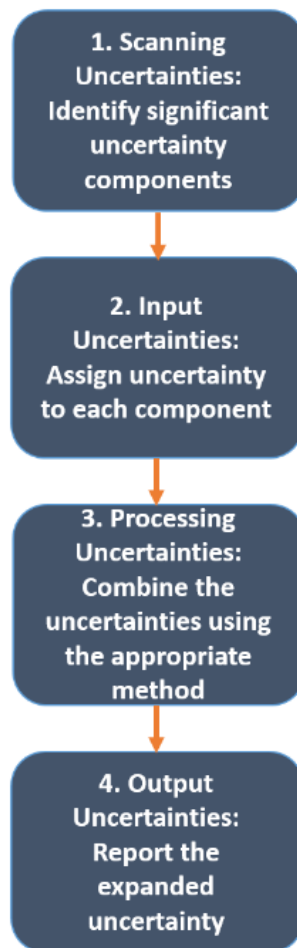 1. Scanning
Uncertainties:
Identify significant
uncertainty
components
2. Input
Uncertainties:
Assign uncertainty
to each component
3. Processing
Uncertainties:
Combine the
uncertainties using
the appropriate
method
4. Output
Uncertainties:
Report the
expanded
uncertainty